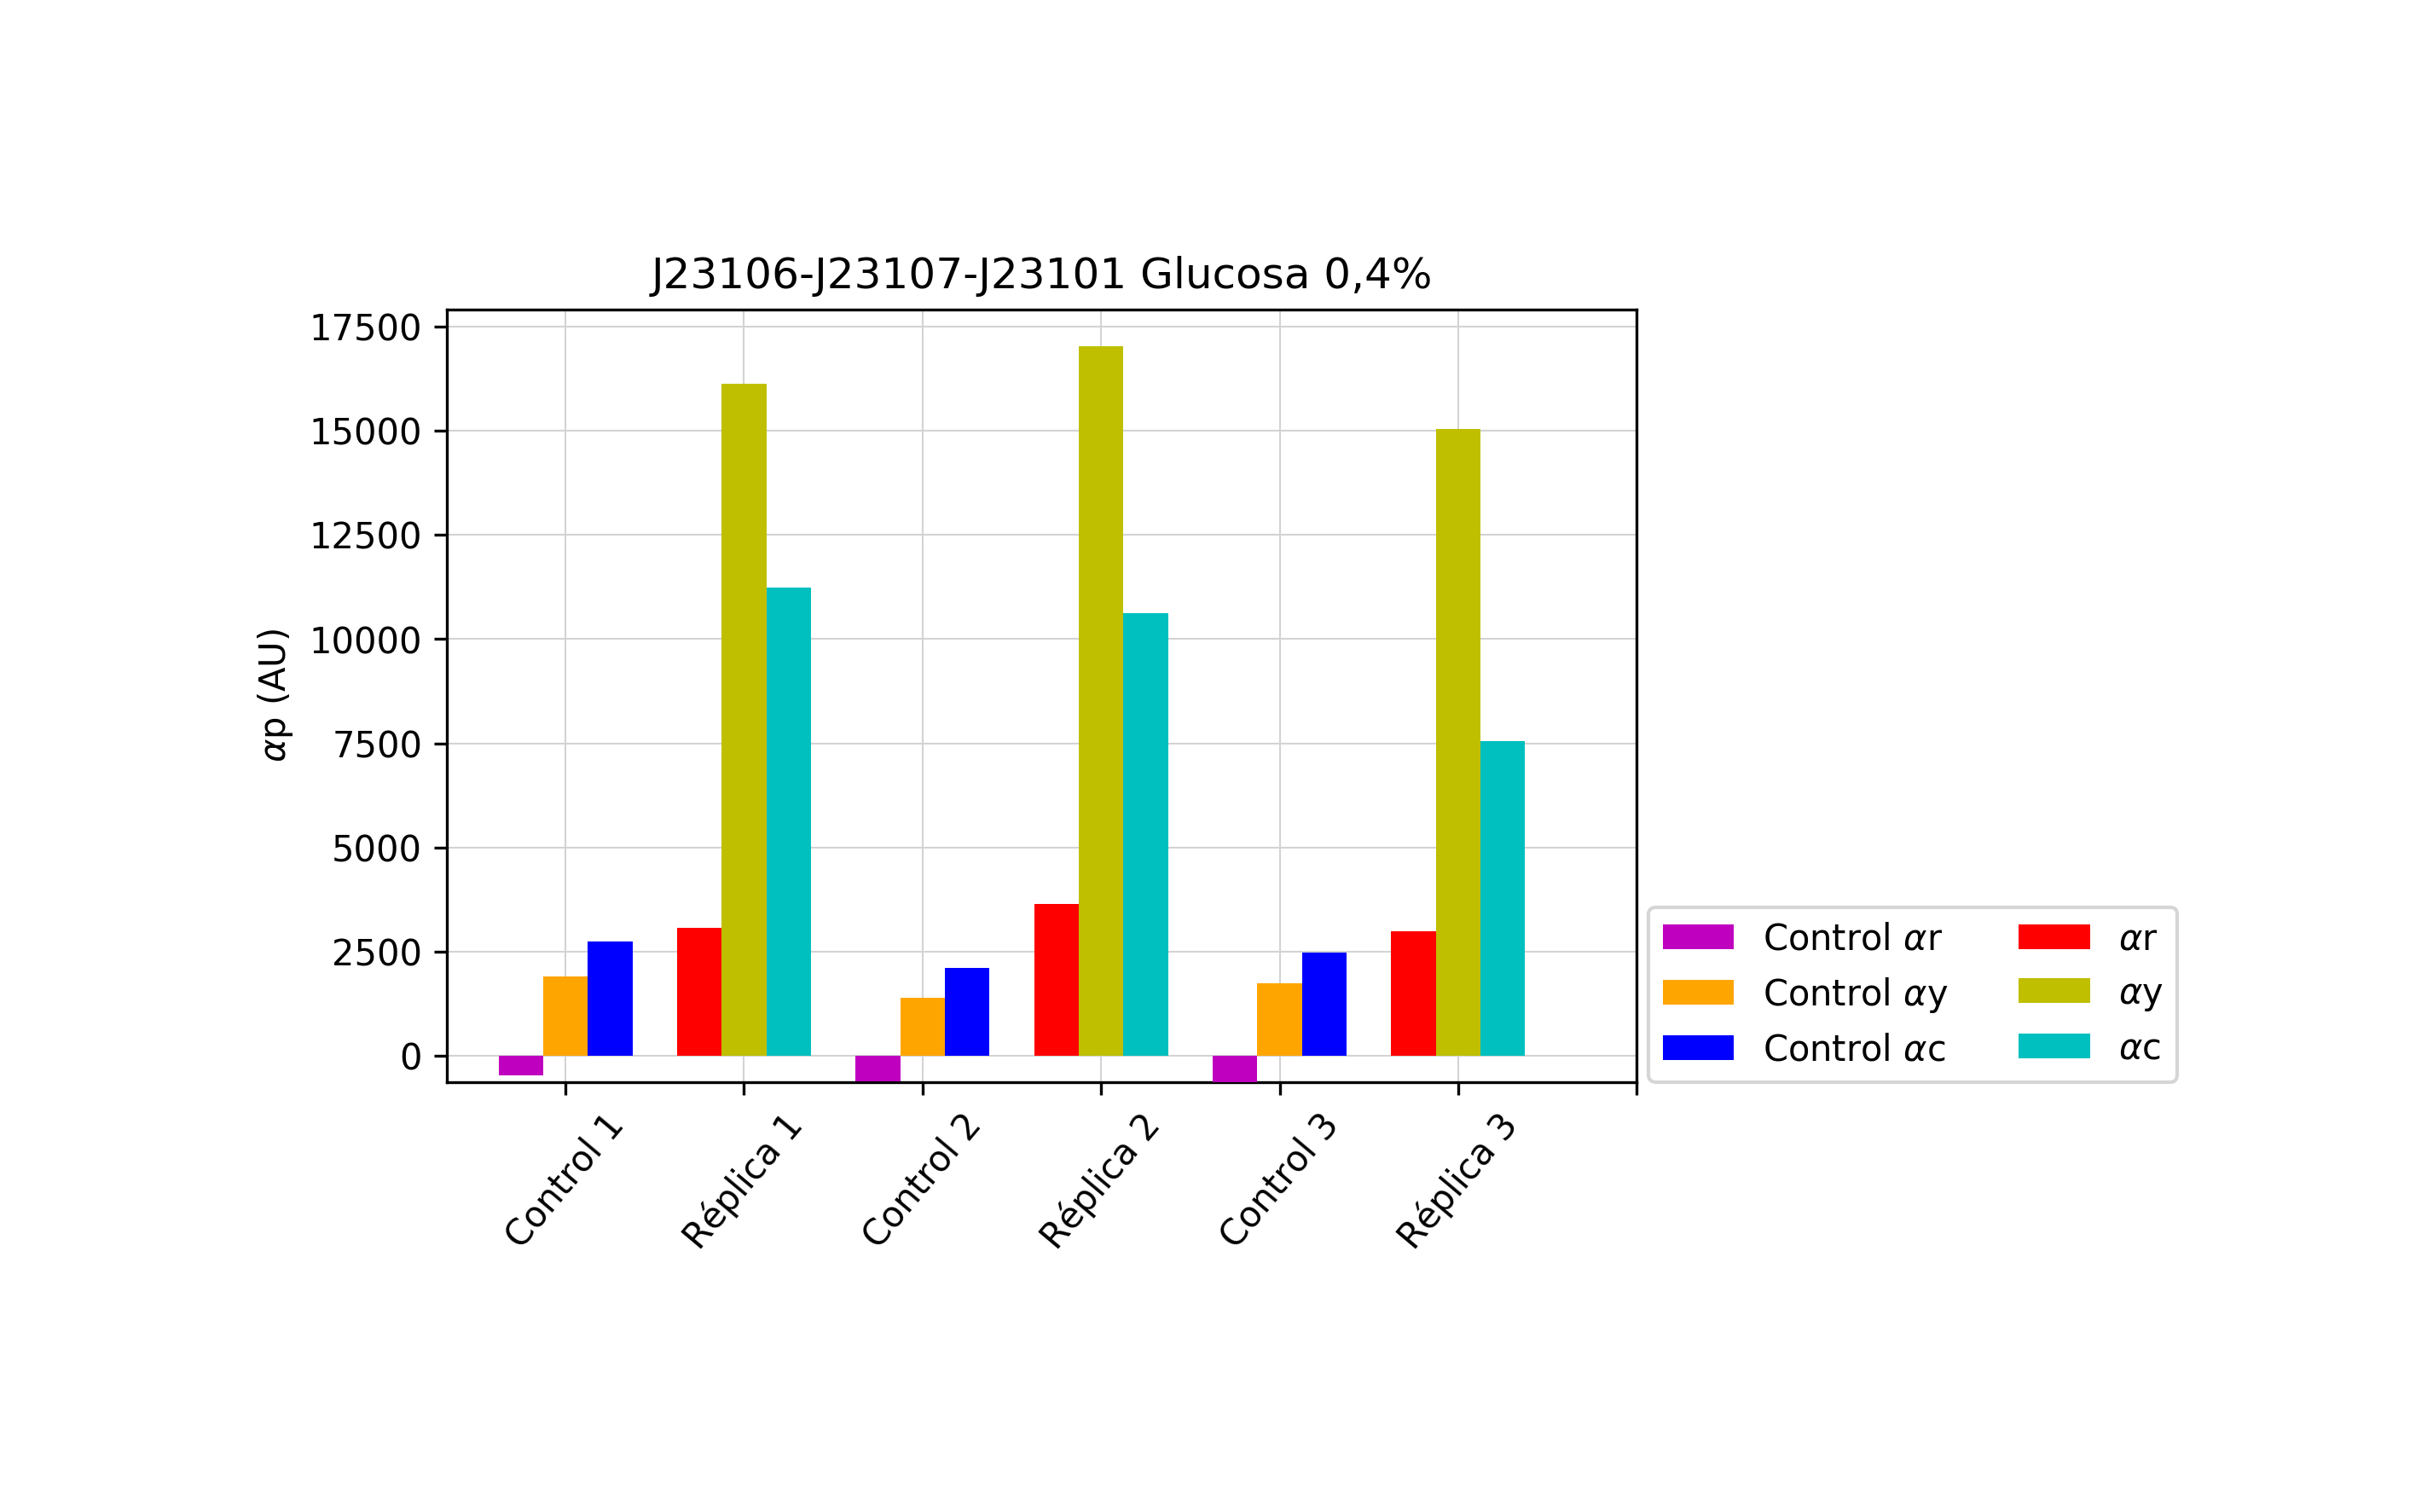 J23106-J23107-J23101 Glucosa 0,4%
αp (AU)
17500
15000
12500
10000
7500
5000
2500
0
Control 1
Réplica 1
Control 2
Réplica 2
Control 3
Réplica 3
Control αr
Control αy
Control αc
αr
αy
αc